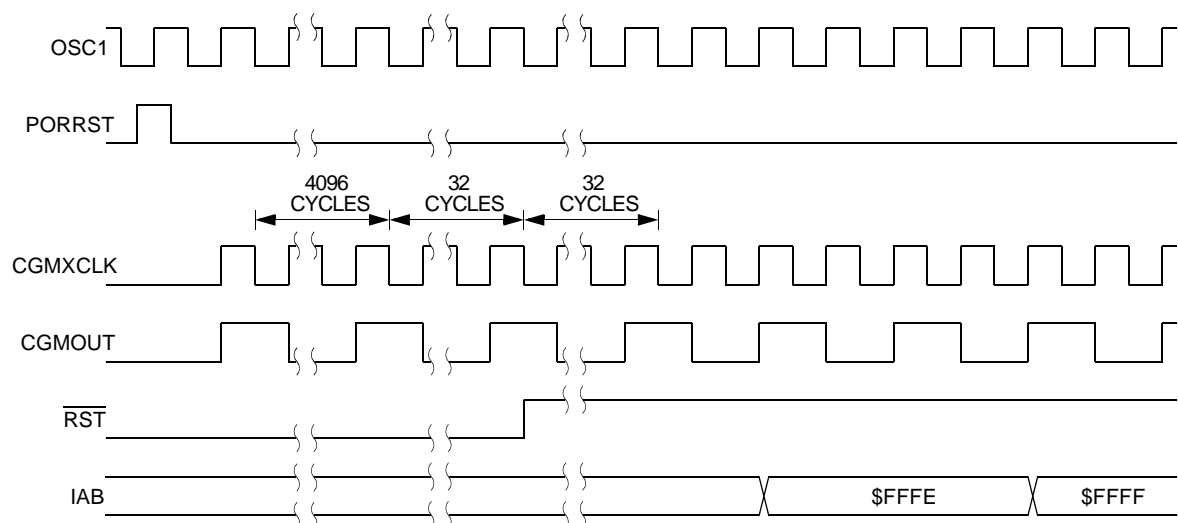 OSC1
PORRST
4096
CYCLES
32
CYCLES
32
CYCLES
CGMXCLK
CGMOUT
RST
IAB
$FFFE
$FFFF